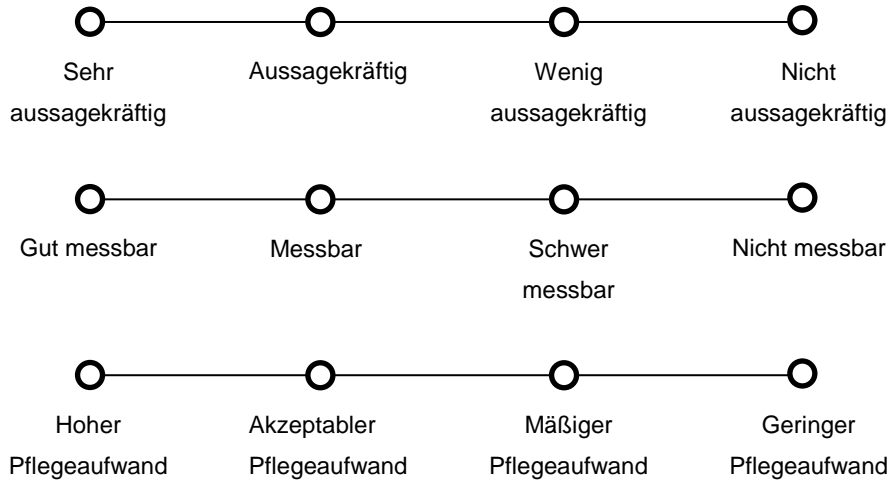 Sehr Aussagekräftig Wenig Nicht
aussagekräftig aussagekräftig aussagekräftig
Gut messbar Messbar Schwer Nicht messbar
messbar
Hoher Akzeptabler Mäßiger Geringer
Pflegeaufwand Pflegeaufwand Pflegeaufwand Pflegeaufwand